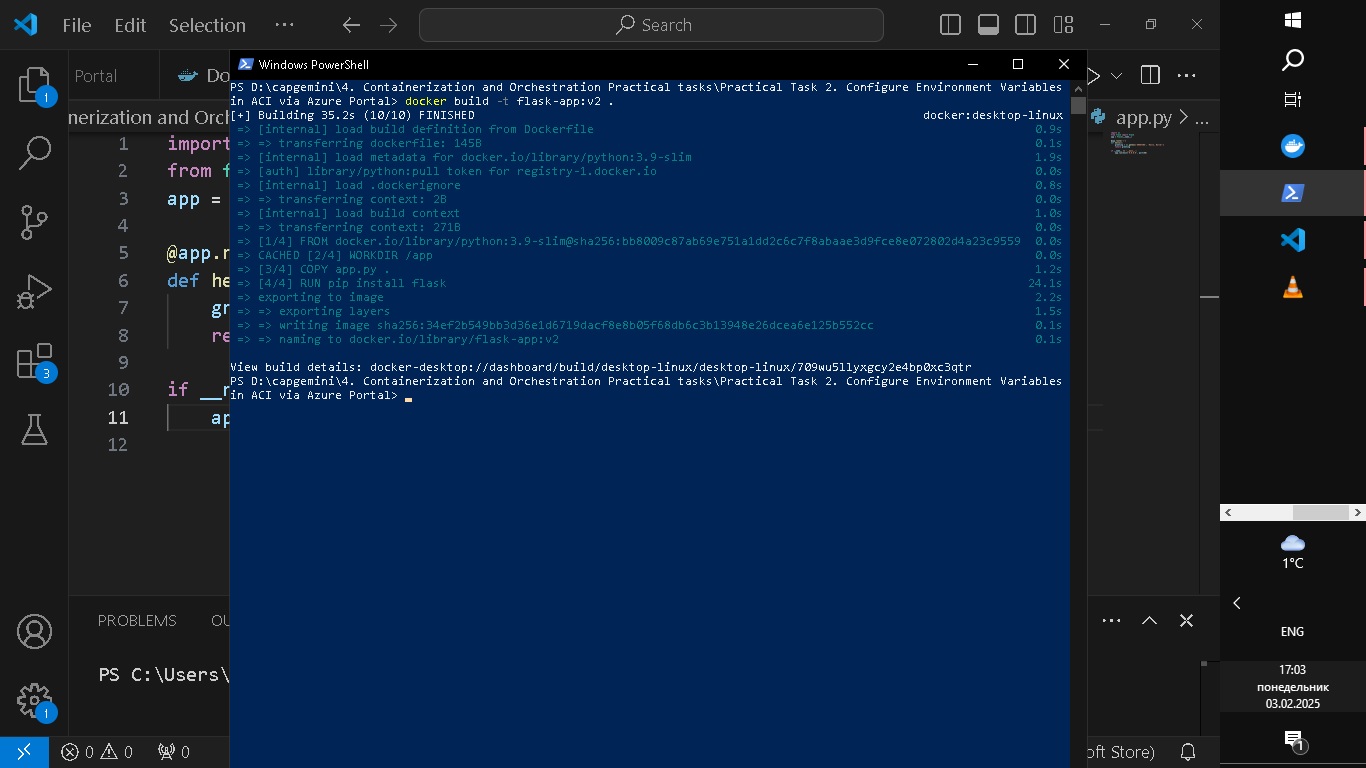 File Edit Selection ··· Search
Portal
Do
Windows PowerShell
nerization and Orch
app.py > ...
1 import
2 from f
3 app =
4
5 @app.r
6 def he
7 gr
8 re
9
10 if __n
11 ap
12
PS D:\capgemini\4. Containerization and Orchestration Practical tasks\Practical Task 2. Configure Environment Variables
in ACI via Azure Portal> docker build -t flask-app:v2 .
[+] Building 35.2s (10/10) FINISHED docker:desktop-linux
=> [internal] load build definition from Dockerfile 0.9s
=> => transferring dockerfile: 145B 0.1s
=> [internal] load metadata for docker.io/library/python:3.9-slim 1.9s
=> [auth] library/python:pull token for registry-1.docker.io 0.0s
=> [internal] load .dockerignore 0.8s
=> => transferring context: 2B 0.0s
=> [internal] load build context 1.0s
=> => transferring context: 271B 0.0s
=> [1/4] FROM docker.io/library/python:3.9-slim@sha256:bb8009c87ab69e751a1dd2c6c7f8abaae3d9fce8e072802d4a23c9559 0.0s
=> CACHED [2/4] WORKDIR /app 0.0s
=> [3/4] COPY app.py . 1.2s
=> [4/4] RUN pip install flask 24.1s
=> exporting to image 2.2s
=> => exporting layers 1.5s
=> => writing image sha256:34ef2b549bb3d36e1d6719dacf8e8b05f68db6c3b13948e26dcea6e125b552cc 0.1s
=> => naming to docker.io/library/flask-app:v2 0.1s
View build details: docker-desktop://dashboard/build/desktop-linux/desktop-linux/709wu5llyxgcy2e4bp0xc3qtr
PS D:\capgemini\4. Containerization and Orchestration Practical tasks\Practical Task 2. Configure Environment Variables
in ACI via Azure Portal>
PROBLEMS OU
PS C:\Users\
0 0 0
oft Store)
1
3
1
1°C
ENG
17:03
понедельник
03.02.2025
1